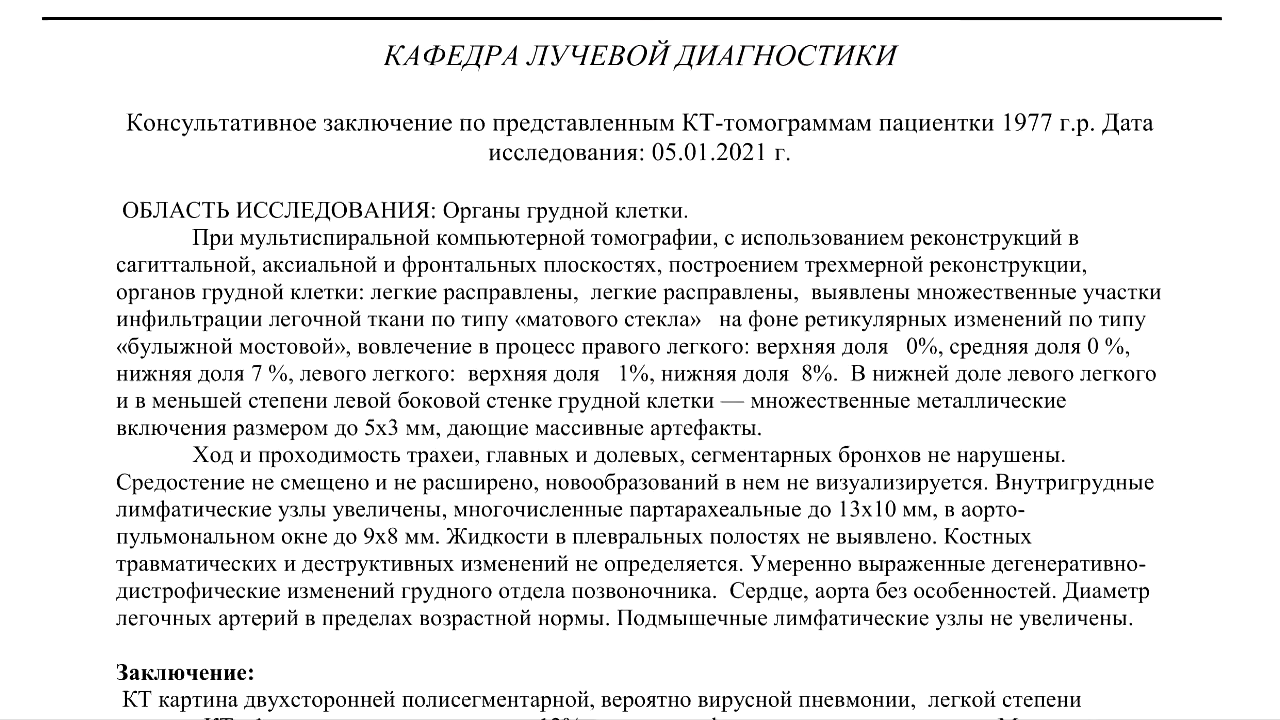 КАФЕДРА ЛУЧЕВОЙ ДИАГНОСТИКИ
Консультативное заключение по представленным КТ-томограммам пациентки 1977 г.р. Дата
исследования: 05.01.2021 г.
ОБЛАСТЬ ИССЛЕДОВАНИЯ: Органы грудной клетки.
При мультиспиральной компьютерной томографии, с использованием реконструкций в
сагиттальной, аксиальной и фронтальных плоскостях, построением трехмерной реконструкции,
органов грудной клетки: легкие расправлены, легкие расправлены, выявлены множественные участки
инфильтрации легочной ткани по типу «матового стекла» на фоне ретикулярных изменений по типу
«булыжной мостовой», вовлечение в процесс правого легкого: верхняя доля 0%, средняя доля 0 %,
нижняя доля 7 %, левого легкого: верхняя доля 1%, нижняя доля 8%. В нижней доле левого легкого
и в меньшей степени левой боковой стенке грудной клетки — множественные металлические
включения размером до 5х3 мм, дающие массивные артефакты.
Ход и проходимость трахеи, главных и долевых, сегментарных бронхов не нарушены.
Средостение не смещено и не расширено, новообразований в нем не визуализируется. Внутригрудные
лимфатические узлы увеличены, многочисленные партарахеальные до 13х10 мм, в аорто-
пульмональном окне до 9х8 мм. Жидкости в плевральных полостях не выявлено. Костных
травматических и деструктивных изменений не определяется. Умеренно выраженные дегенеративно-
дистрофические изменений грудного отдела позвоночника. Сердце, аорта без особенностей. Диаметр
легочных артерий в пределах возрастной нормы. Подмышечные лимфатические узлы не увеличены.
Заключение:
КТ картина двухсторонней полисегментарной, вероятно вирусной пневмонии, легкой степени